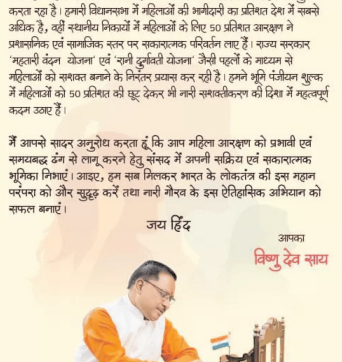 करता रहा है। हमारी विधानसभा में महिलाओं की भागीदारी का प्रतिशत देश में सबसे
अधिक है, वहीं स्थानीय निकायों में महिलाओं के लिए 50 प्रतिशत आरक्षण ने
प्रशासनिक एवं सामाजिक स्तर पर सकारात्मक परिवर्तन लाए हैं। राज्य सरकार
'महतारी वंदन योजना' एवं 'रानी दुर्गावती योजना' जैसी पहलों के माध्यम से
महिलाओं को सशक्त बनाने के निरंतर प्रयास कर रही है। हमने भूमि पंजीयन शुल्क
में महिलाओं को 50 प्रतिशत की छूट देकर भी नारी सशक्तीकरण की दिशा में महत्वपूर्ण
कदम उठाए हैं।
मैं आपसे सादर अनुरोध करता हूं कि आप महिला आरक्षण को प्रभावी एवं
समयबद्ध ढंग से लागू करने हेतु संसद में अपनी सक्रिय एवं सकारात्मक
भूमिका निभाएं। आइए, हम सब मिलकर भारत के लोकतंत्र की इस महान
परंपरा को और सुदृढ़ करें तथा नारी गौरव के इस ऐतिहासिक अभियान को
सफल बनाएं।
जय हिंद
आपका
विष्णु देव साय